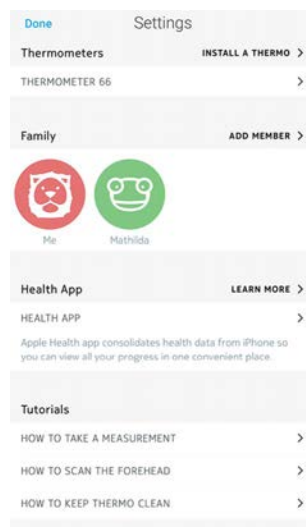 Done Settings
Thermometers INSTALL A THERMO >
THERMOMETER 66 >
Family ADD MEMBER >
Me Mathilda
Health App LEARN MORE >
HEALTH APP >
Apple Health app consolidates health data from iPhone so
you can view all your progress in one convenient place.
Tutorials
HOW TO TAKE A MEASUREMENT >
HOW TO SCAN THE FOREHEAD >
HOW TO KEEP THERMO CLEAN >